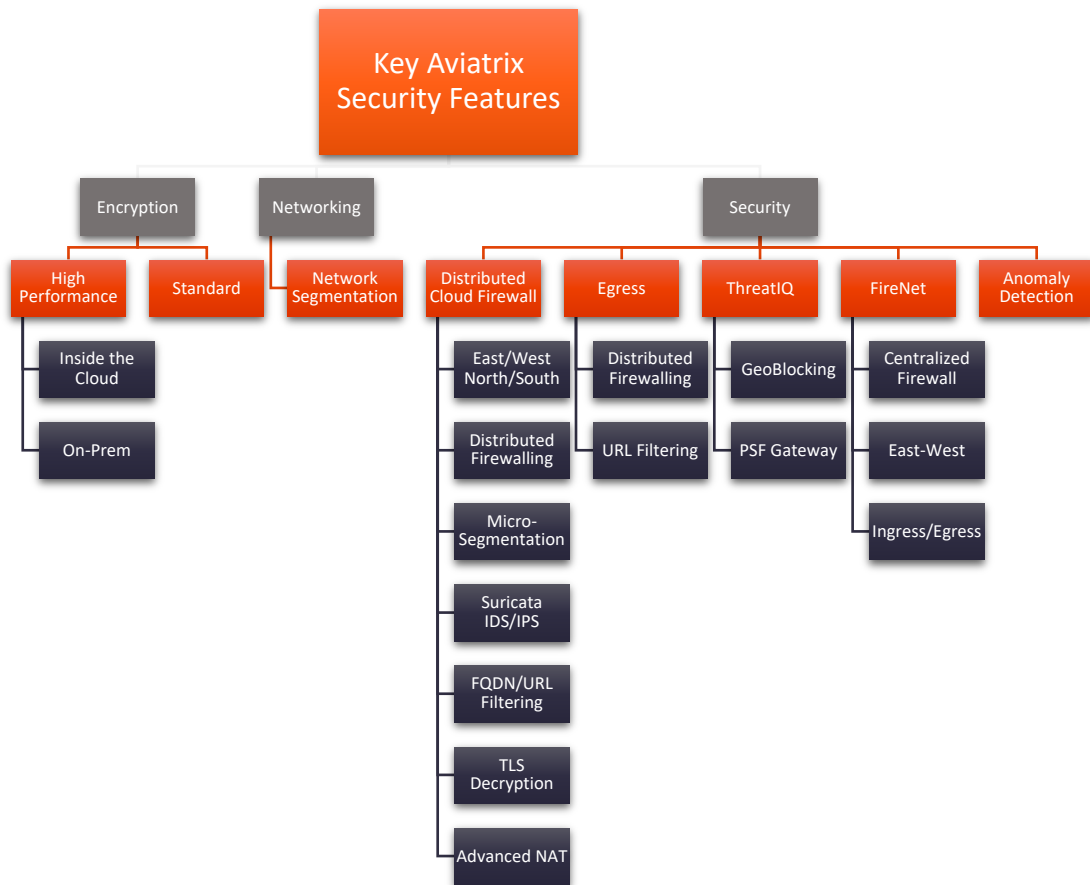 Key Aviatrix
Security Features
Encryption
Networking
Security
High
Performance
Standard
Network
Segmentation
Distributed
Cloud Firewall
Egress
ThreatIQ
FireNet
Anomaly
Detection
Inside the
Cloud
On-Prem
East/West
North/South
Distributed
Firewalling
Micro-
Segmentation
Suricata
IDS/IPS
FQDN/URL
Filtering
TLS
Decryption
Advanced NAT
Distributed
Firewalling
URL Filtering
GeoBlocking
PSF Gateway
Centralized
Firewall
East-West
Ingress/Egress